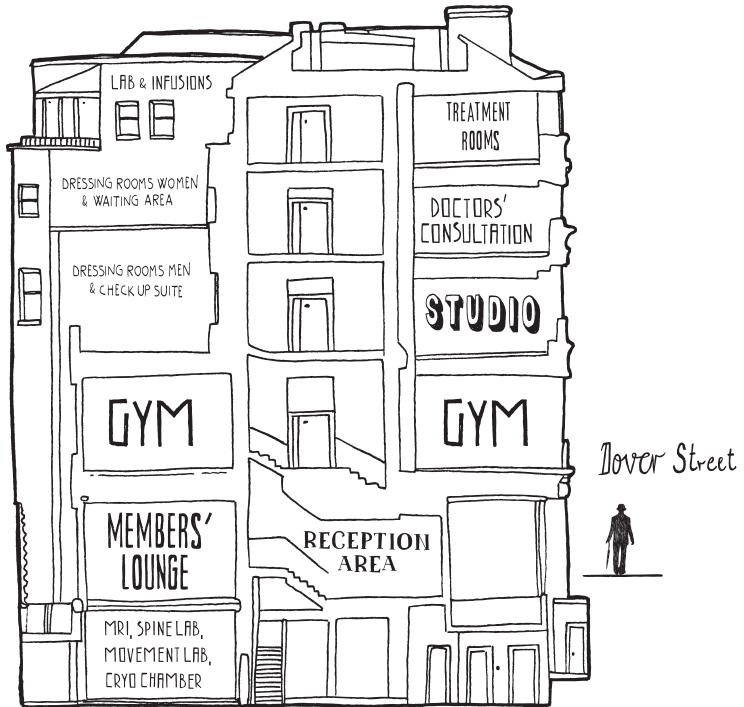 LAB & INFUSIONS
TREATMENT
ROOMS
DRESSING ROOMS WOMEN
& WAITING AREA
DOCTORS'
CONSULTATION
DRESSING ROOMS MEN
& CHECK UP SUITE
STUDIO
GYM
GYM
Dover Street
MEMBERS'
LOUNGE
RECEPTION
AREA
MRI, SPINE LAB,
MOVEMENT LAB,
CRYO CHAMBER